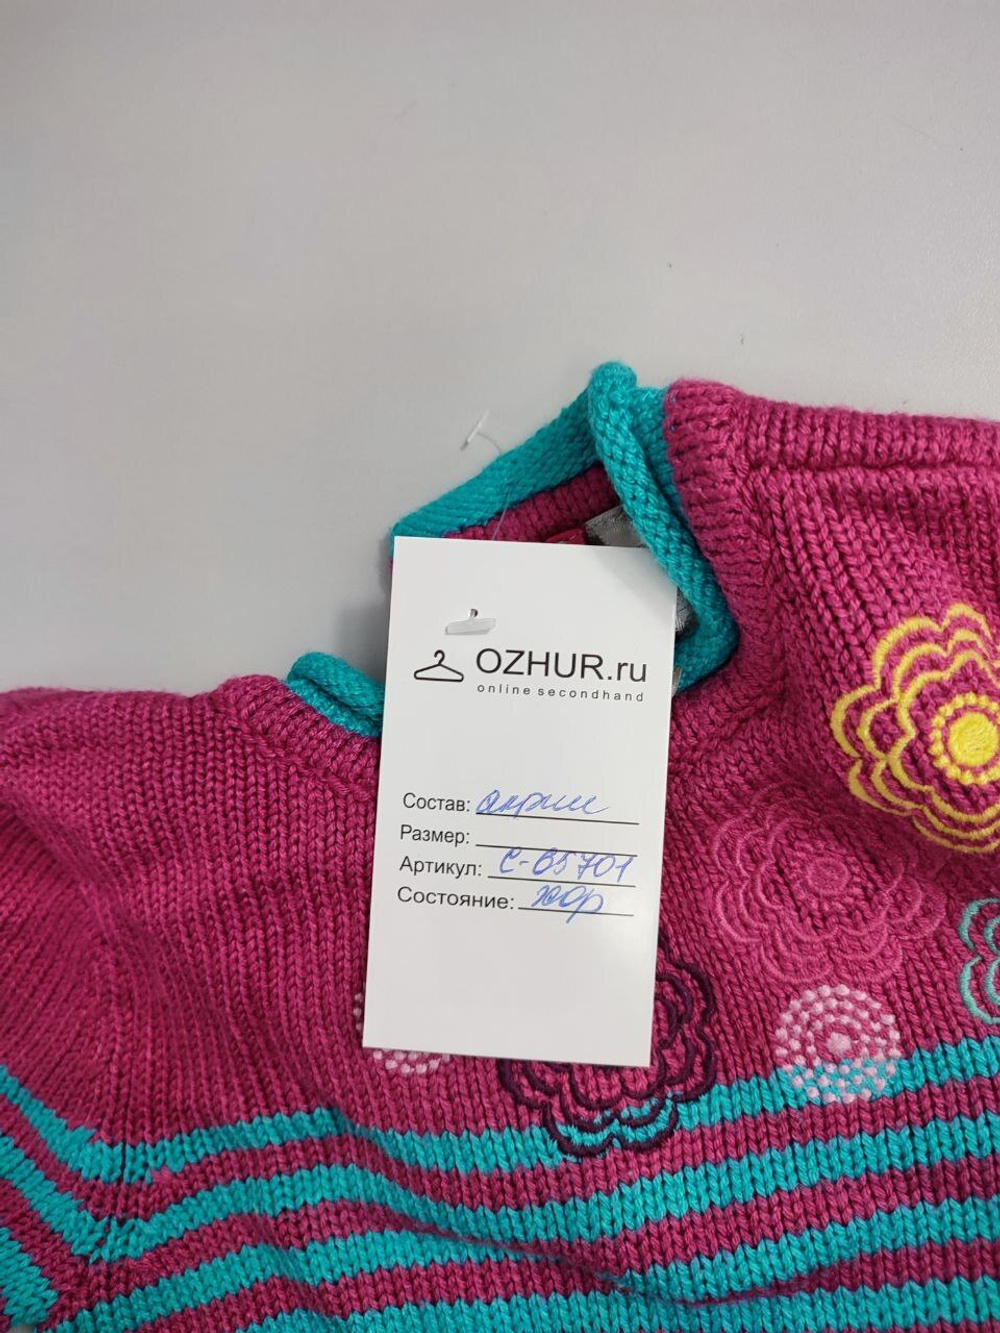 OZHUR.ru
online secondhand
Состав: акрил
Размер:
Артикул: С-65701
Состояние: хор